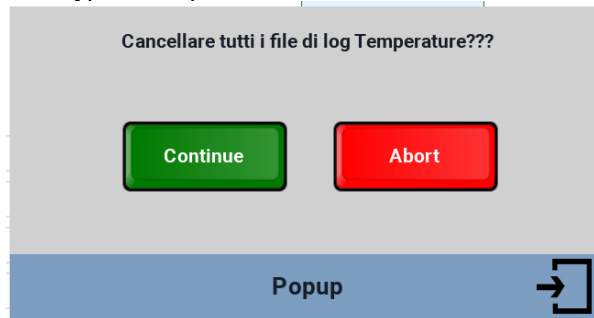 Cancellare tutti i file di log Temperature???
Continue
Abort
Popup